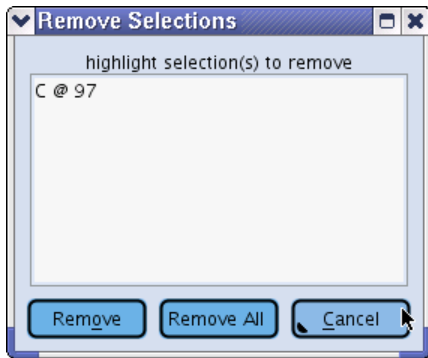 Remove Selections
highlight selection(s) to remove
C @ 97
Remove Remove All Cancel